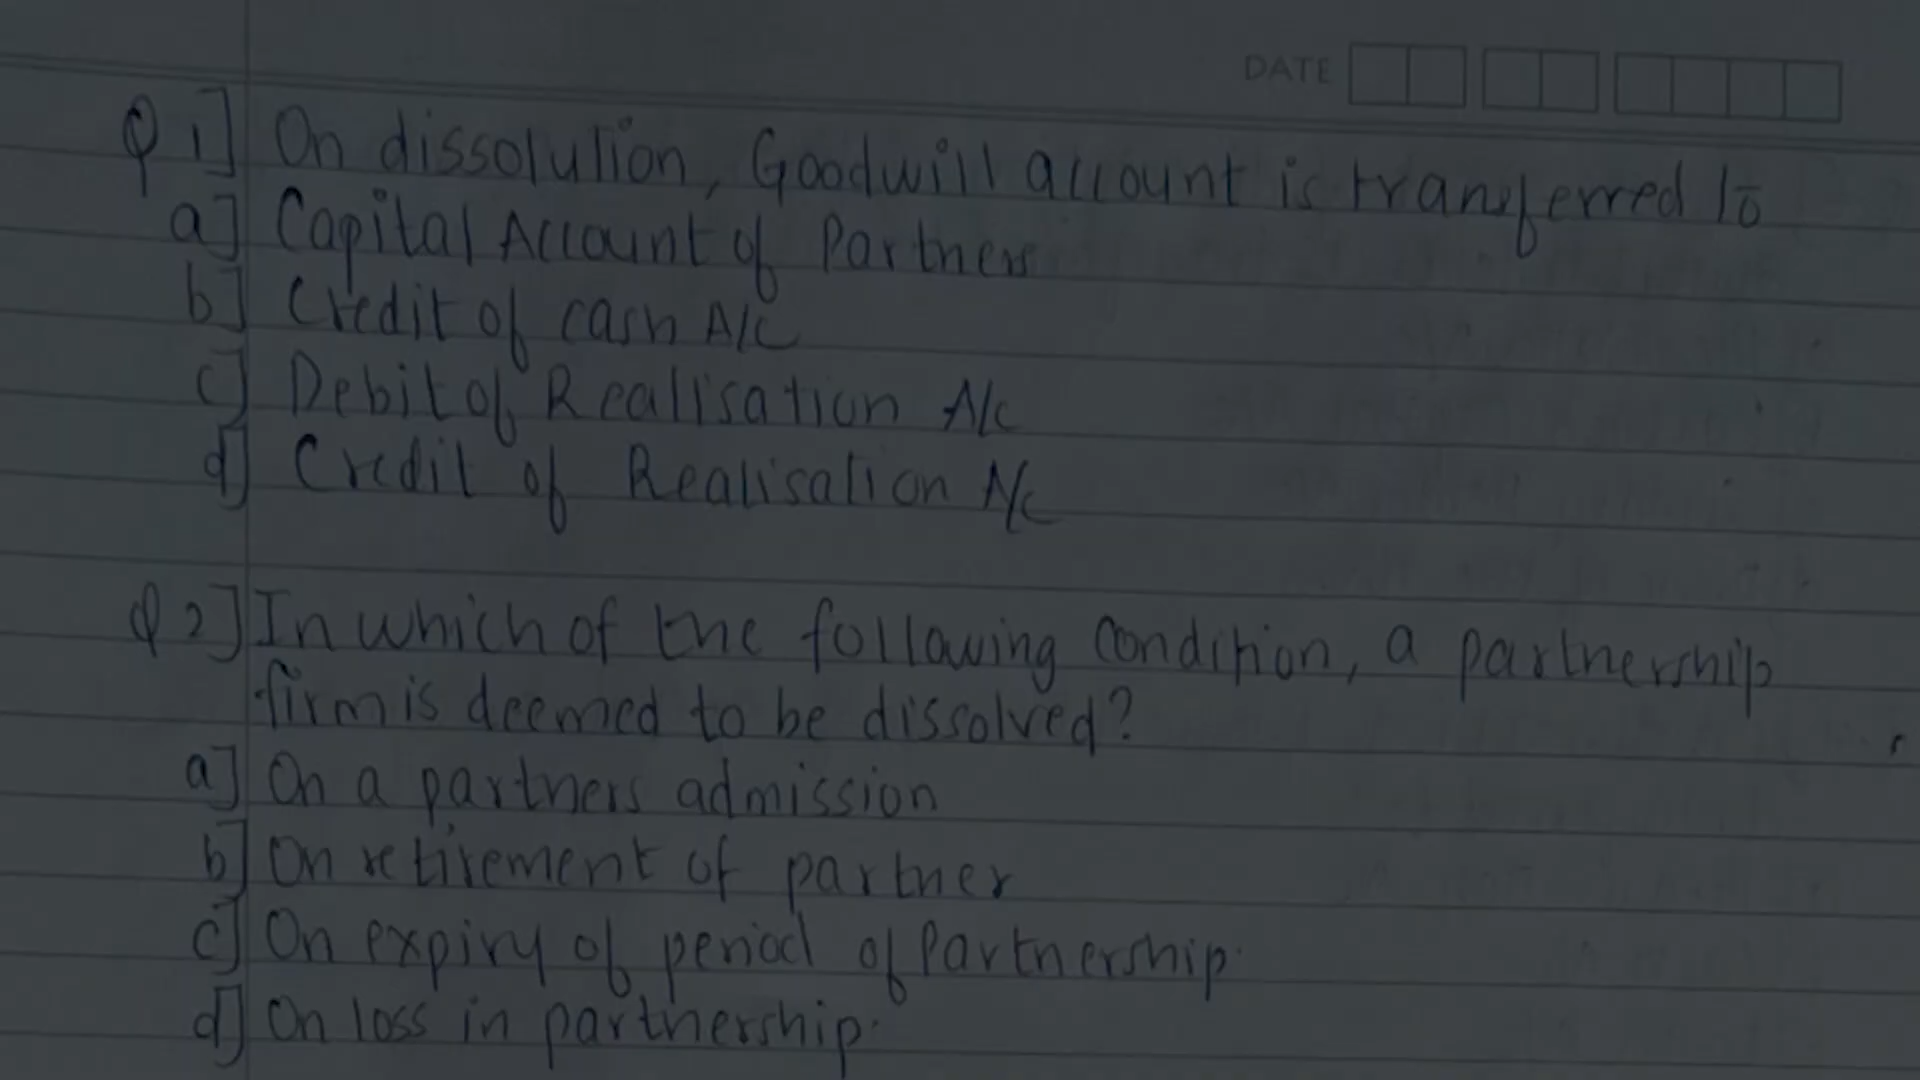 DATE
Q 1] On dissolution, Goodwill account is transferred to
a] Capital Account of Partners
b] Credit of cash A/c
c] Debit of Realisation A/c
d] Credit of Realisation A/c
Q 2] In which of the following condition, a partnership
firm is deemed to be dissolved?
a] On a partners admission
b] On retirement of partner
c] On expiry of period of Partnership.
d] On loss in partnership.